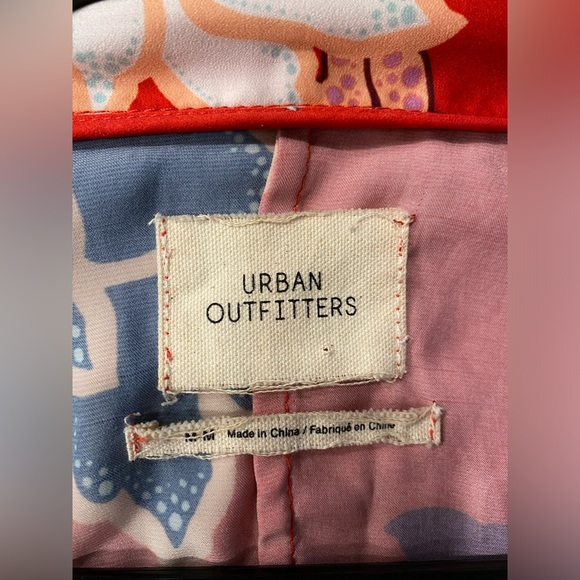 URBAN
OUTFITTERS
M-M Made in China / Fabriqué en Chine